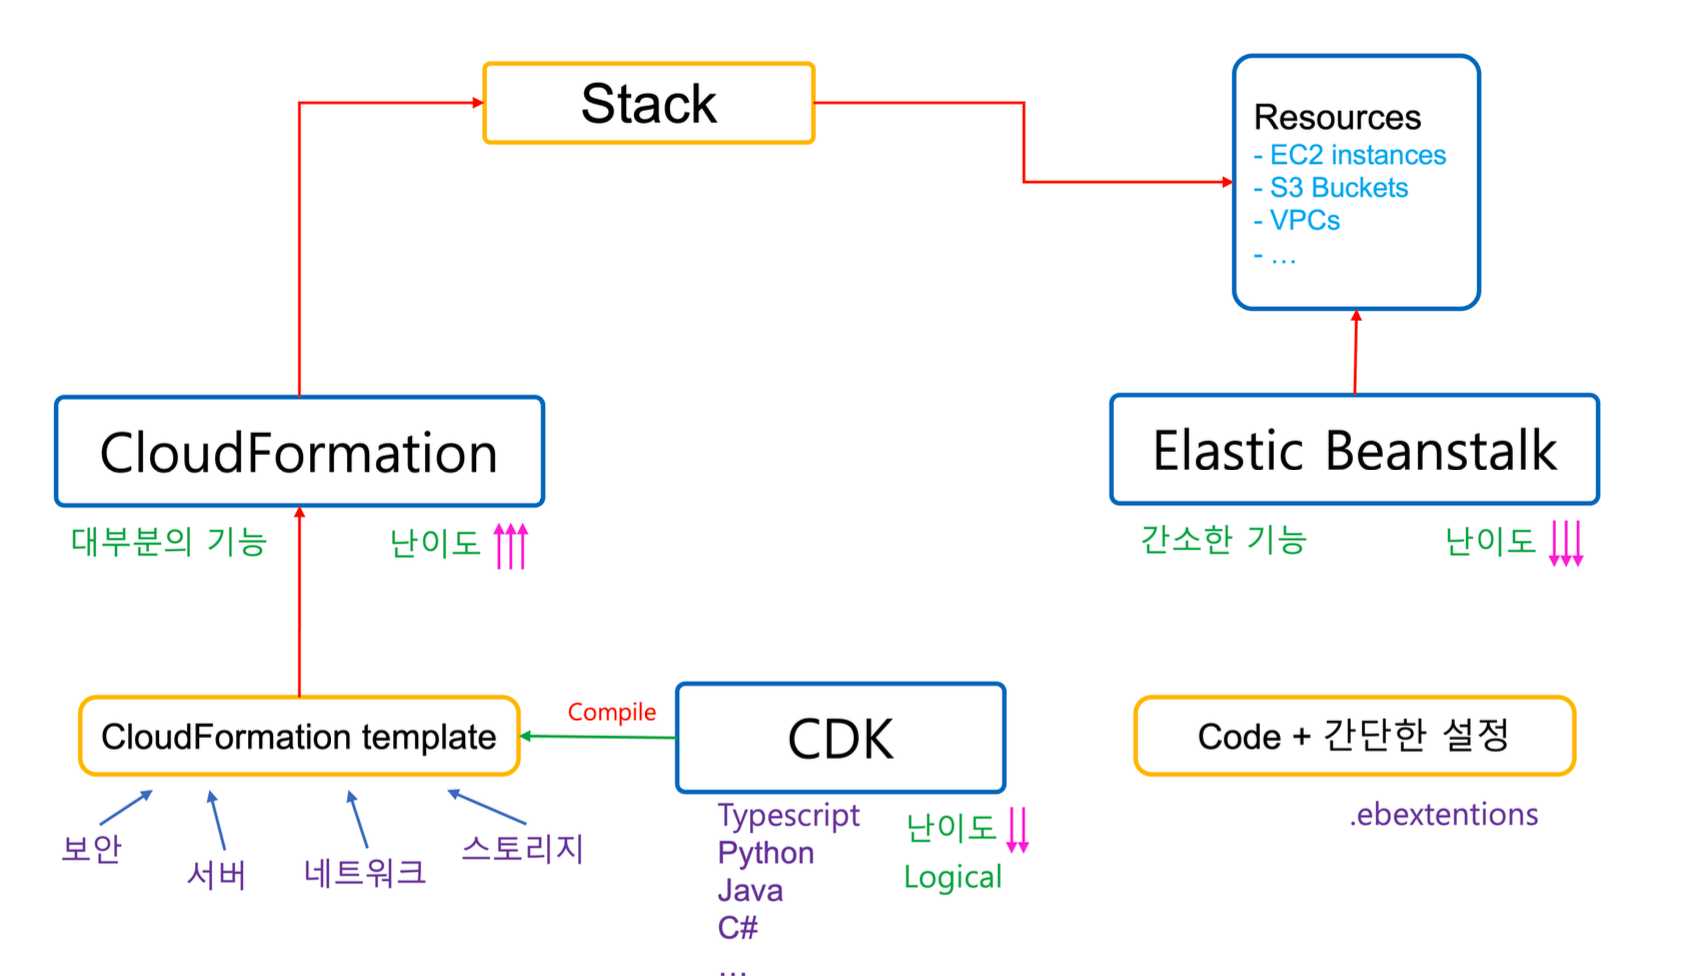 Stack
Resources
- EC2 instances
- S3 Buckets
- VPCs
- ...
CloudFormation
대부분의 기능
난이도
Elastic Beanstalk
간소한 기능
난이도
CloudFormation template
Compile
CDK
Code + 간단한 설정
보안
서버
네트워크
스토리지
Typescript
Python
Java
C#
...
난이도
Logical
.ebextentions